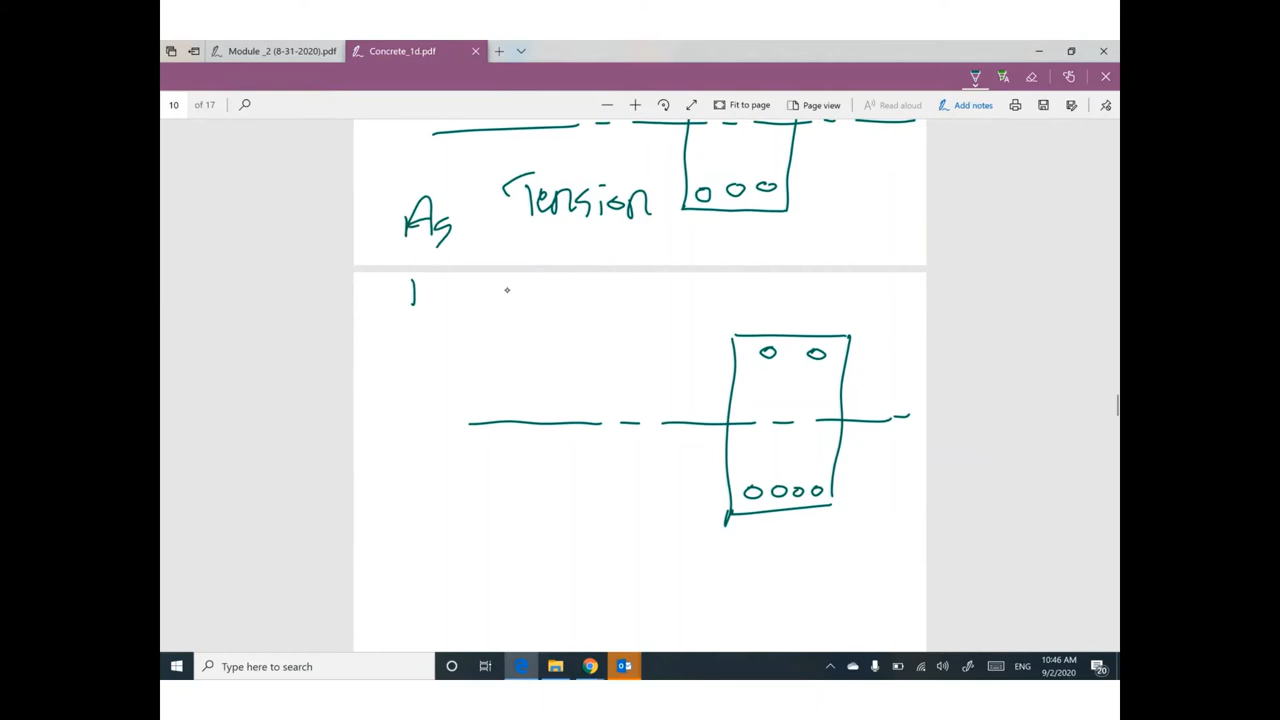 Module _2 (8-31-2020).pdf
Concrete_1d.pdf
10 of 17
Fit to page
Page view
Read aloud
Add notes
Tension
As
Type here to search
ENG
10:46 AM
9/2/2020
20